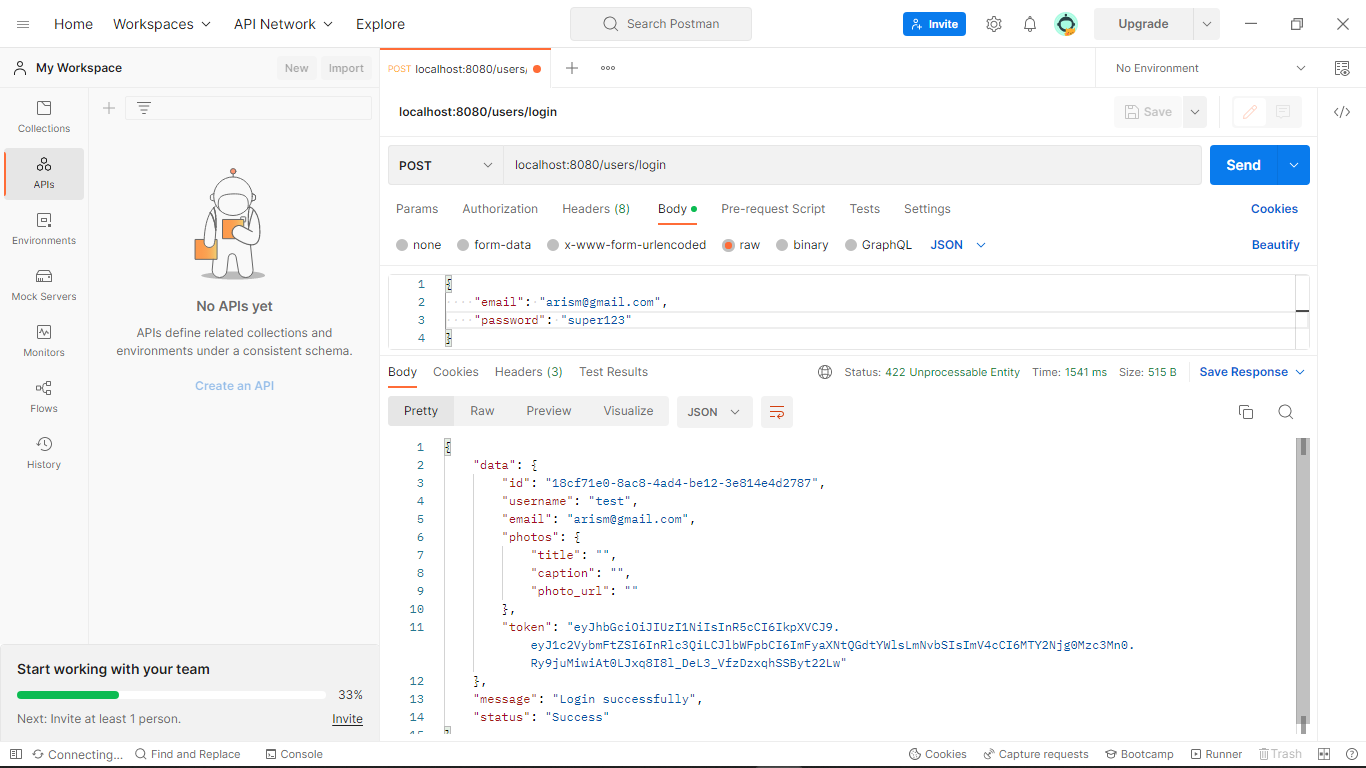 Home
Workspaces
API Network
Explore
Search Postman
Invite
Upgrade
My Workspace
New
Import
POST localhost:8080/users/
No Environment
Collections
APIs
Environments
Mock Servers
Monitors
Flows
History
No APIs yet
APIs define related collections and
environments under a consistent schema.
Create an API
Start working with your team
33%
Next: Invite at least 1 person.
Invite
localhost:8080/users/login
Save
POST
localhost:8080/users/login
Send
Params
Authorization
Headers (8)
Body
Pre-request Script
Tests
Settings
Cookies
none
form-data
x-www-form-urlencoded
raw
binary
GraphQL
JSON
Beautify
1 {
2 "email": "arism@gmail.com",
3 "password": "super123"
4 }
Body
Cookies
Headers (3)
Test Results
Status: 422 Unprocessable Entity
Time: 1541 ms
Size: 515 B
Save Response
Pretty
Raw
Preview
Visualize
JSON
1 {
2 "data": {
3 "id": "18cf71e0-8ac8-4ad4-be12-3e814e4d2787",
4 "username": "test",
5 "email": "arism@gmail.com",
6 "photos": {
7 "title": "",
8 "caption": "",
9 "photo_url": ""
10 },
11 "token": "eyJhbGciOiJIUzI1NiIsInR5cCI6IkpXVCJ9.
eyJ1c2VybmFtZSI6InRlc3QiLCJlbWFpbCI6ImFyaXNtQGdtYWlsLmNvbSIsImV4cCI6MTY2Njg0Mzc3Mn0.
Ry9juMiwiAt0LJxq8I8l_DeL3_VfzDzxqhSSByt22Lw"
12 },
13 "message": "Login successfully",
14 "status": "Success"
15 }
Connecting...
Find and Replace
Console
Cookies
Capture requests
Bootcamp
Runner
Trash